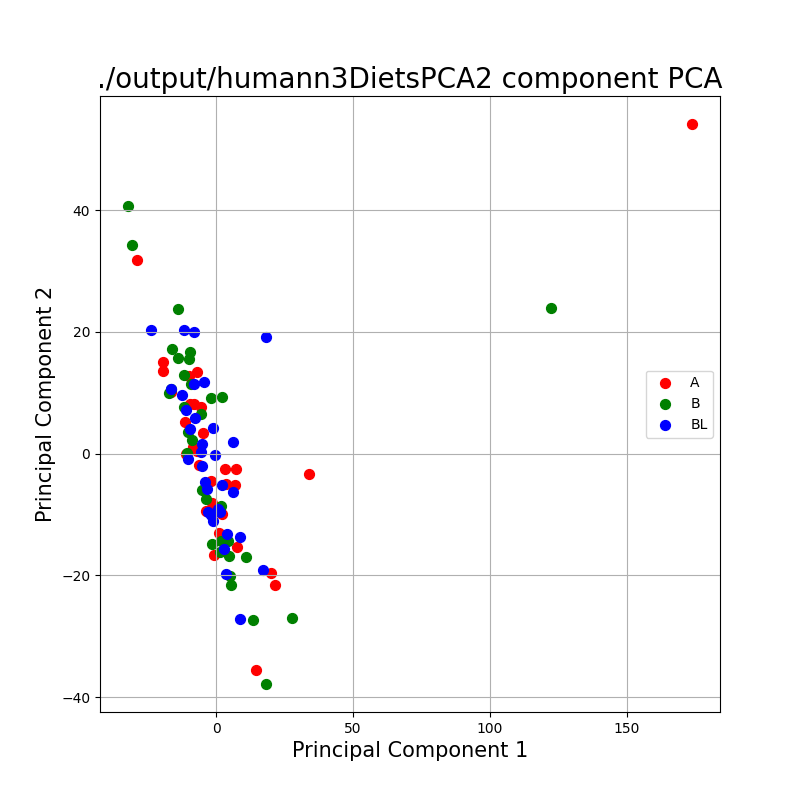 ./output/humann3DietsPCA2 component PCA
Principal Component 2
40
20
0
−20
−40
A
B
BL
0 50 100 150
Principal Component 1